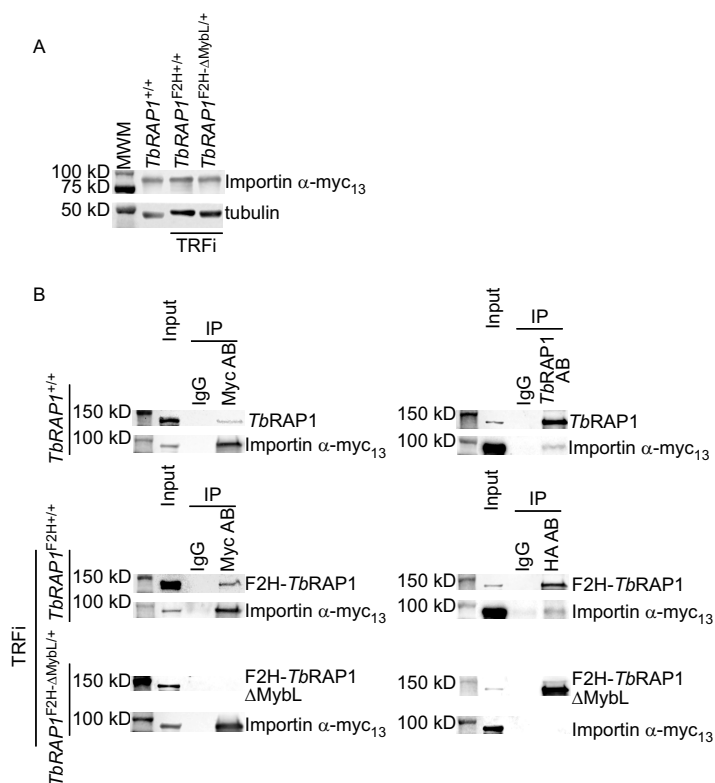 A
MWM
TbRAP1+/+
TbRAP1F2H+/+
TbRAP1F2H-ΔMybL/+
100 kD
75 kD
Importin α-myc13
50 kD
tubulin
TRFi
B
TbRAP1+/+
Input
IP
IgG
Myc AB
150 kD
TbRAP1
100 kD
Importin α-myc13
Input
IP
IgG
TbRAP1 AB
150 kD
TbRAP1
100 kD
Importin α-myc13
TRFi
TbRAP1F2H+/+
Input
IP
IgG
Myc AB
150 kD
F2H-TbRAP1
100 kD
Importin α-myc13
Input
IP
IgG
HA AB
150 kD
F2H-TbRAP1
100 kD
Importin α-myc13
TbRAP1F2H-ΔMybL/+
150 kD
F2H-TbRAP1
ΔMybL
100 kD
Importin α-myc13
150 kD
F2H-TbRAP1
ΔMybL
100 kD
Importin α-myc13